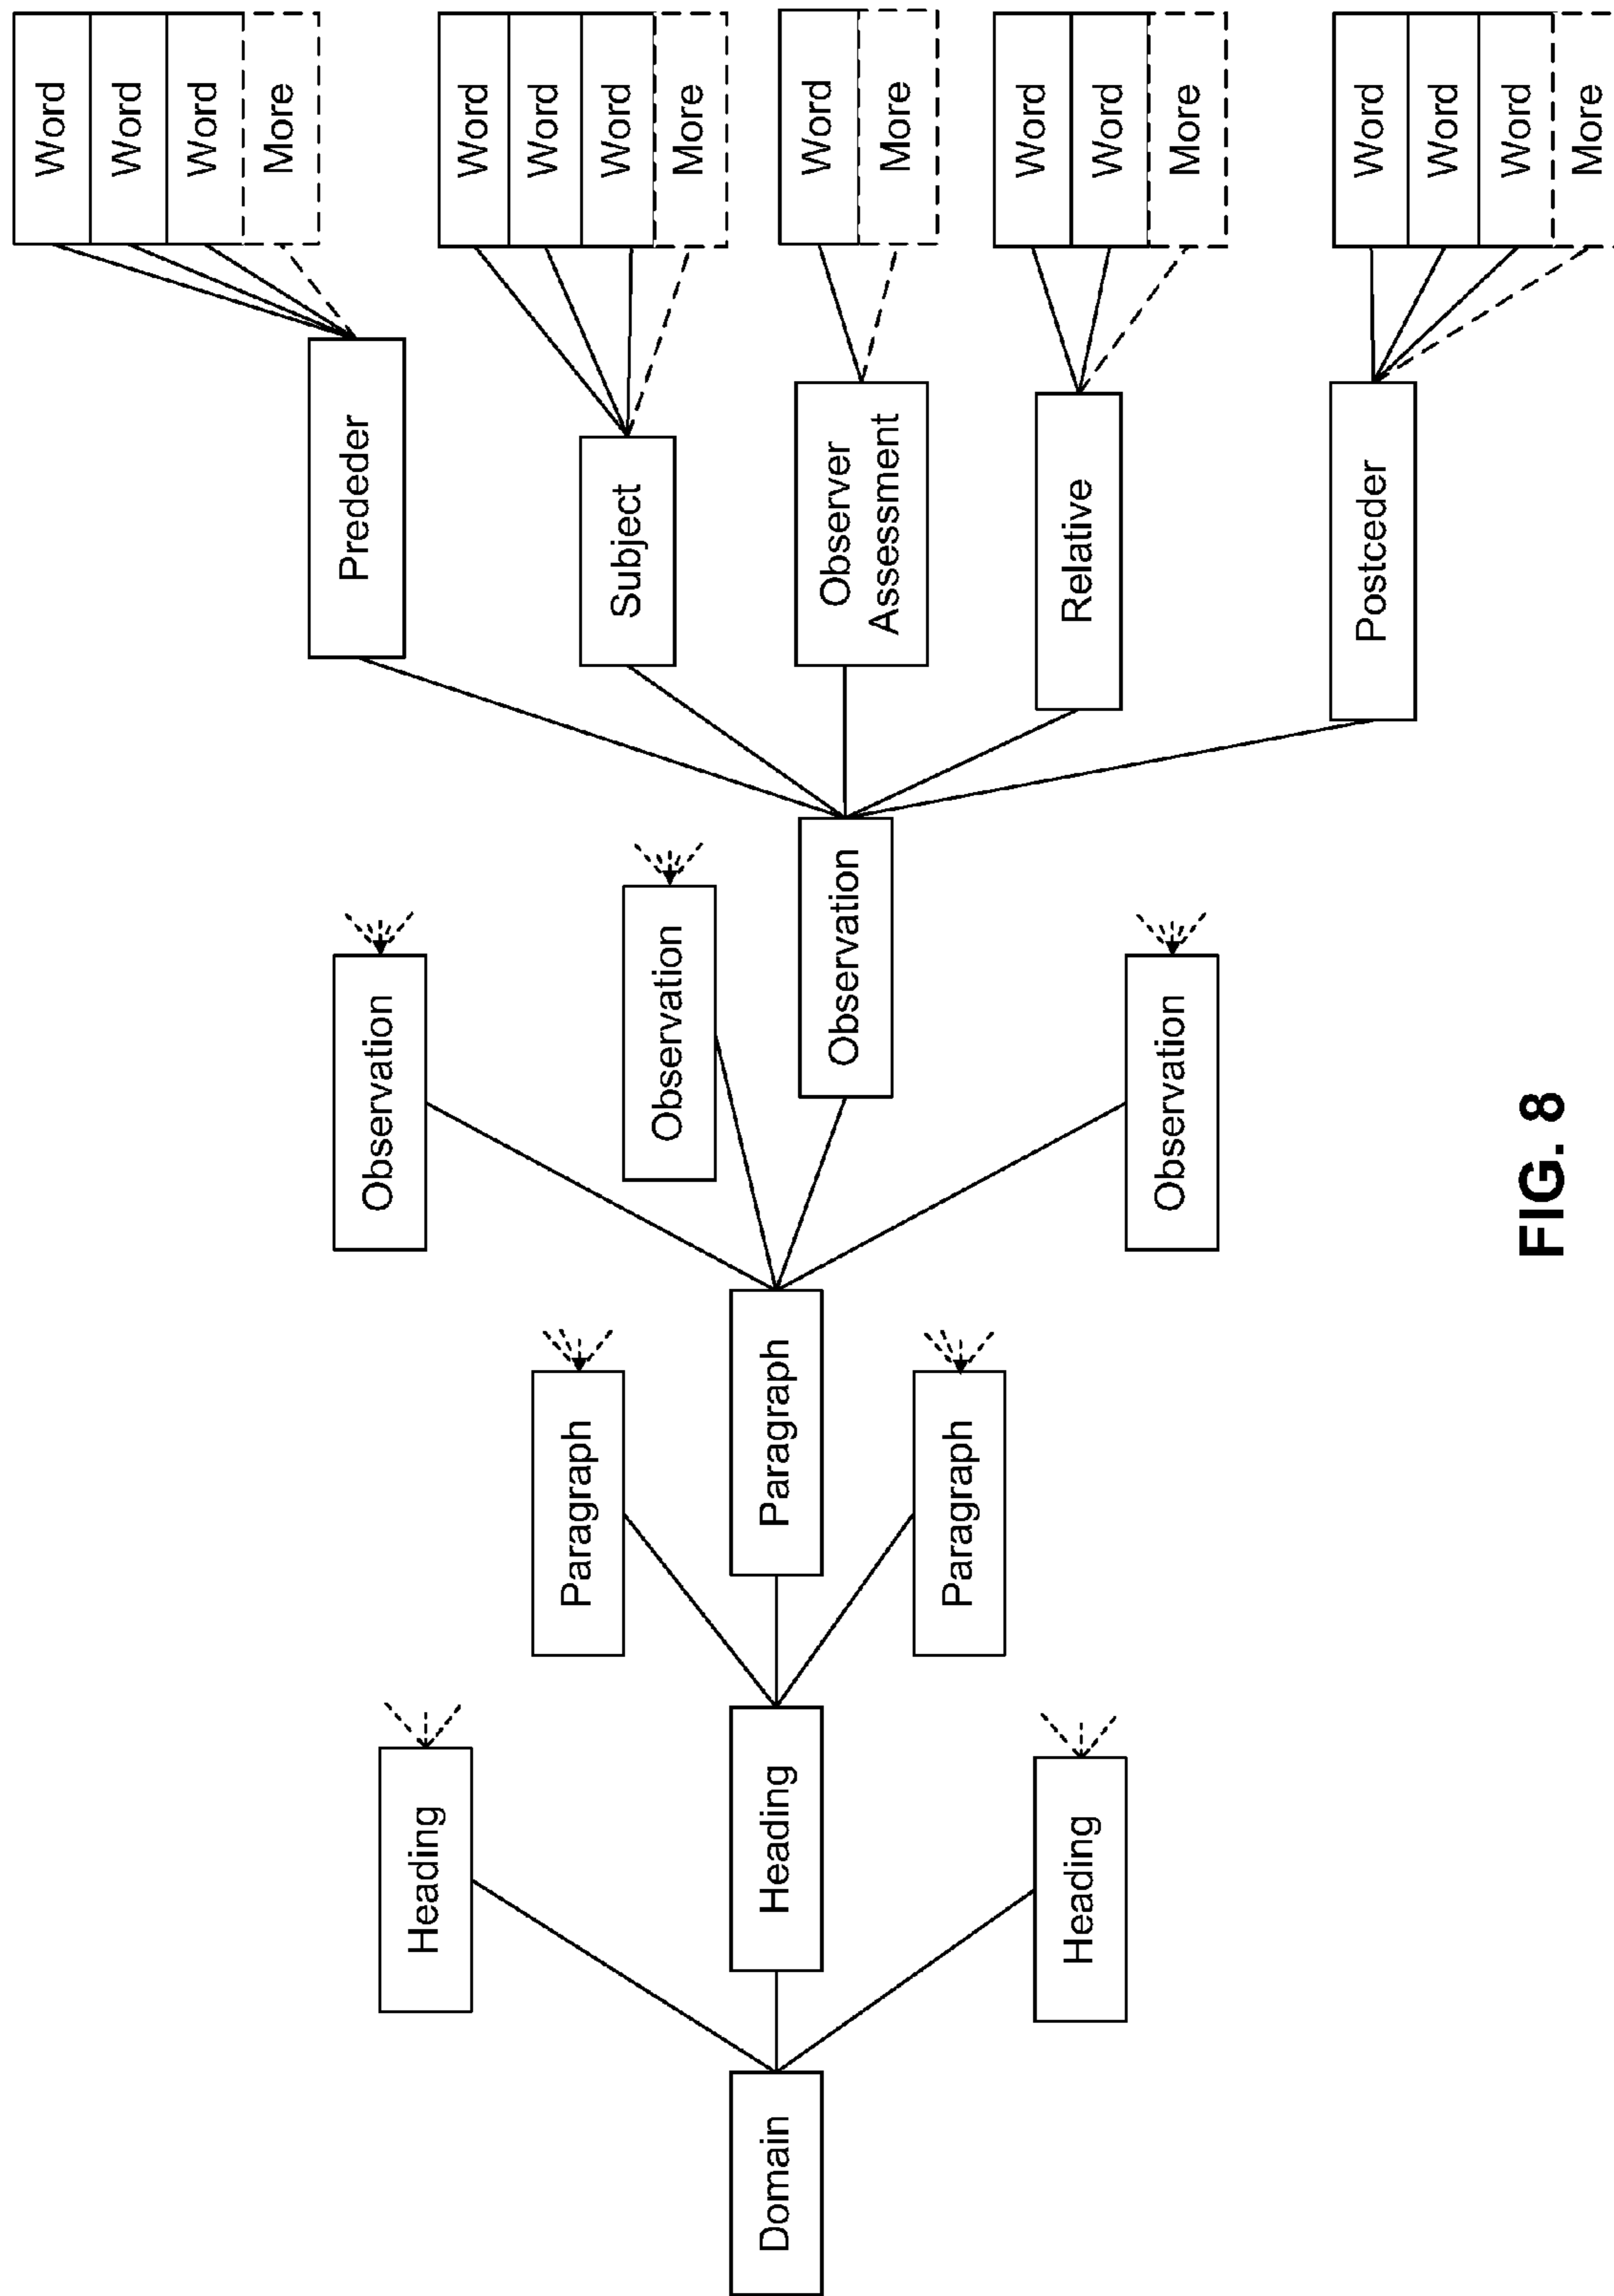 Domain
Heading
Heading
Heading
Paragraph
Paragraph
Paragraph
Observation
Observation
Observation
Observation
Prededer
Subject
Observer
Assessment
Relative
Postceder
Word
Word
Word
More
Word
Word
Word
More
Word
More
Word
Word
More
Word
Word
Word
More
FIG. 8